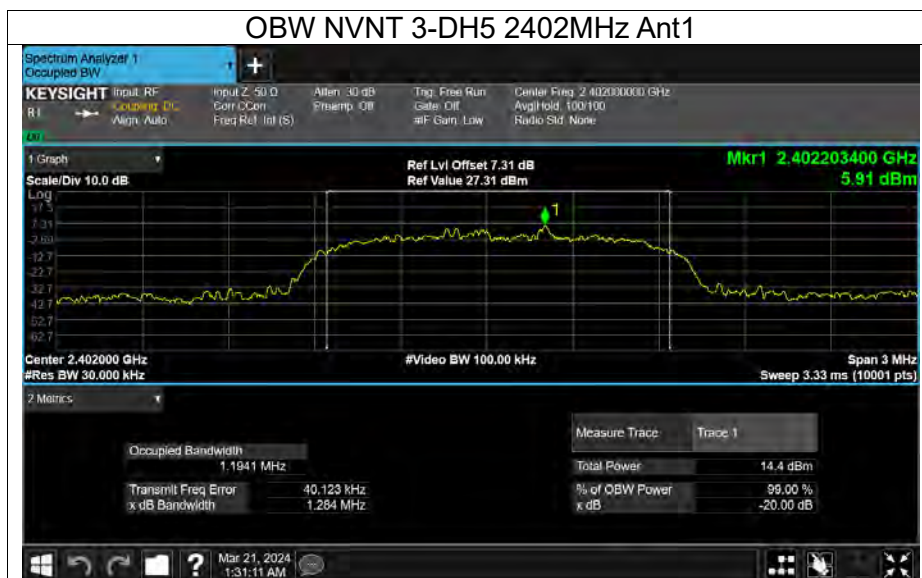 OBW NVNT 3-DH5 2402MHz Ant1
Spectrum Analyzer 1
Occupied BW
+
KEYSIGHT
R L
Input: RF
Coupling: DC
Align: Auto
Input Z: 50 Ω
Corr CCorr
Freq Ref: Int (S)
Atten: 30 dB
Preamp: Off
Trig: Free Run
Gate: Off
#IF Gain: Low
Center Freq: 2.402000000 GHz
Avg|Hold: 100/100
Radio Std: None
1 Graph
Scale/Div 10.0 dB
Ref Lvl Offset 7.31 dB
Ref Value 27.31 dBm
Mkr1 2.402203400 GHz
5.91 dBm
Log
17.3
7.31
-2.69
-12.7
-22.7
-32.7
-42.7
-52.7
-62.7
1
Center 2.402000 GHz
#Res BW 30.000 kHz
#Video BW 100.00 kHz
Span 3 MHz
Sweep 3.33 ms (10001 pts)
2 Metrics
Occupied Bandwidth
1.1941 MHz
Transmit Freq Error 40.123 kHz
x dB Bandwidth 1.284 MHz
Measure Trace Trace 1
Total Power 14.4 dBm
% of OBW Power 99.00 %
x dB -20.00 dB
?
Mar 21, 2024
1:31:11 AM